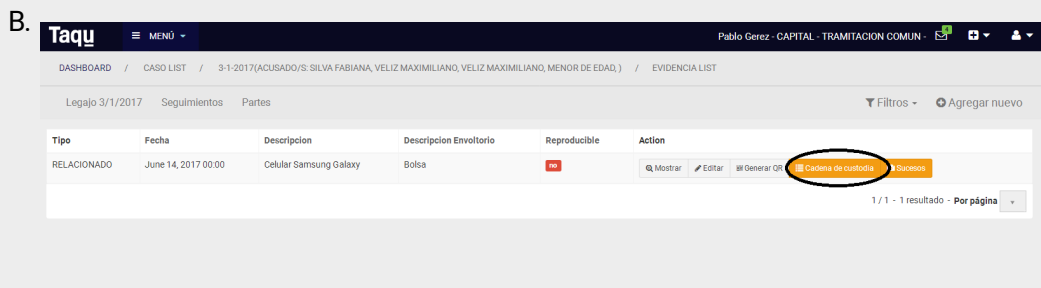 B.
Taqu MENÚ Pablo Gerez - CAPITAL - TRAMITACION COMUN -
DASHBOARD / CASO LIST / 3-1-2017(ACUSADO/S: SILVA FABIANA, VELIZ MAXIMILIANO, VELIZ MAXIMILIANO, MENOR DE EDAD, ) / EVIDENCIA LIST
Legajo 3/1/2017 Seguimientos Partes Filtros Agregar nuevo
Tipo Fecha Descripcion Descripcion Envoltorio Reproducible Action
RELACIONADO June 14, 2017 00:00 Celular Samsung Galaxy Bolsa no Mostrar Editar Generar QR Cadena de custodia Sucesos
1 / 1 - 1 resultado - Por página